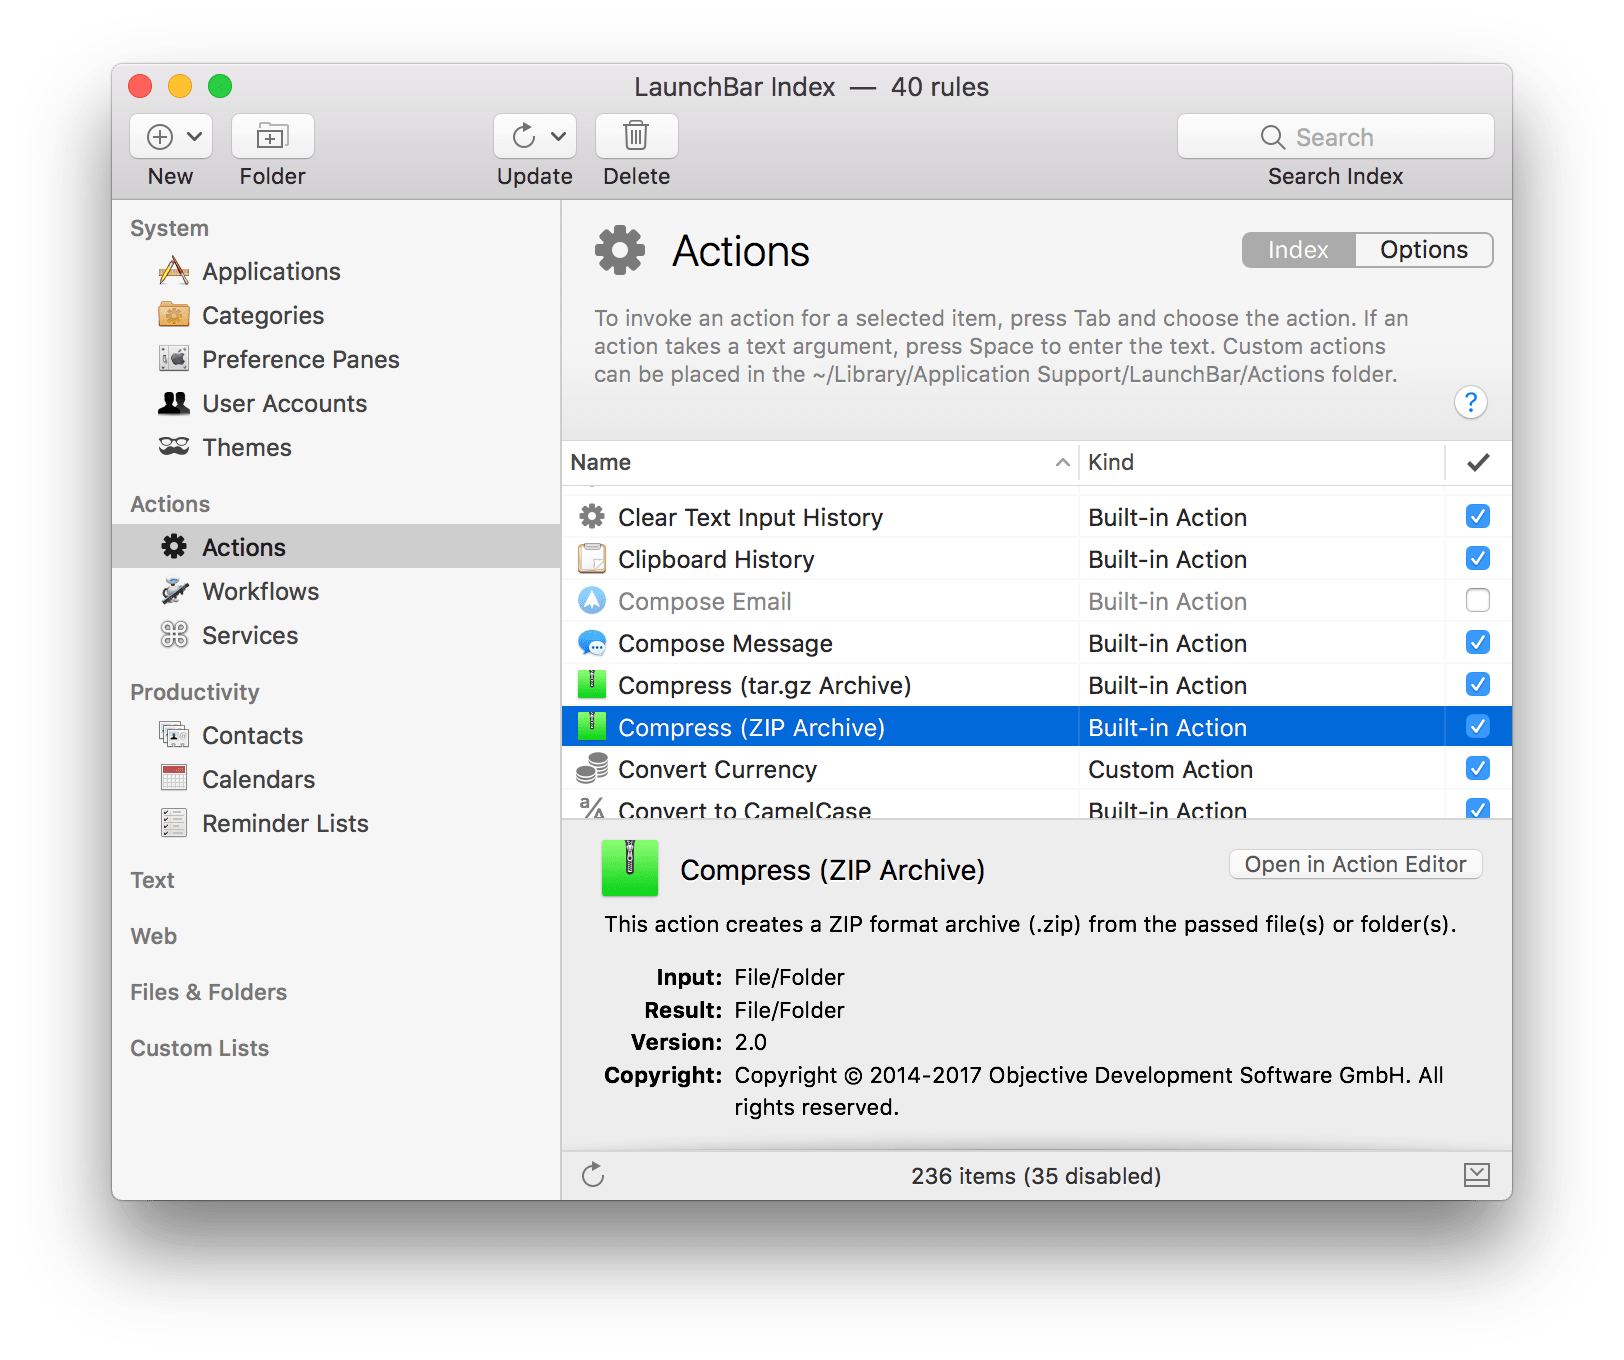 LaunchBar Index — 40 rules
New
Folder
Update
Delete
Search
Search Index
System
Applications
Categories
Preference Panes
User Accounts
Themes
Actions
Actions
Workflows
Services
Productivity
Contacts
Calendars
Reminder Lists
Text
Web
Files & Folders
Custom Lists
Actions
Index
Options
To invoke an action for a selected item, press Tab and choose the action. If an
action takes a text argument, press Space to enter the text. Custom actions
can be placed in the ~/Library/Application Support/LaunchBar/Actions folder.
?
Name Kind
Clear Text Input History Built-in Action
Clipboard History Built-in Action
Compose Email Built-in Action
Compose Message Built-in Action
Compress (tar.gz Archive) Built-in Action
Compress (ZIP Archive) Built-in Action
Convert Currency Custom Action
Convert to CamelCase Built-in Action
Compress (ZIP Archive)
Open in Action Editor
This action creates a ZIP format archive (.zip) from the passed file(s) or folder(s).
Input: File/Folder
Result: File/Folder
Version: 2.0
Copyright: Copyright © 2014-2017 Objective Development Software GmbH. All
rights reserved.
236 items (35 disabled)